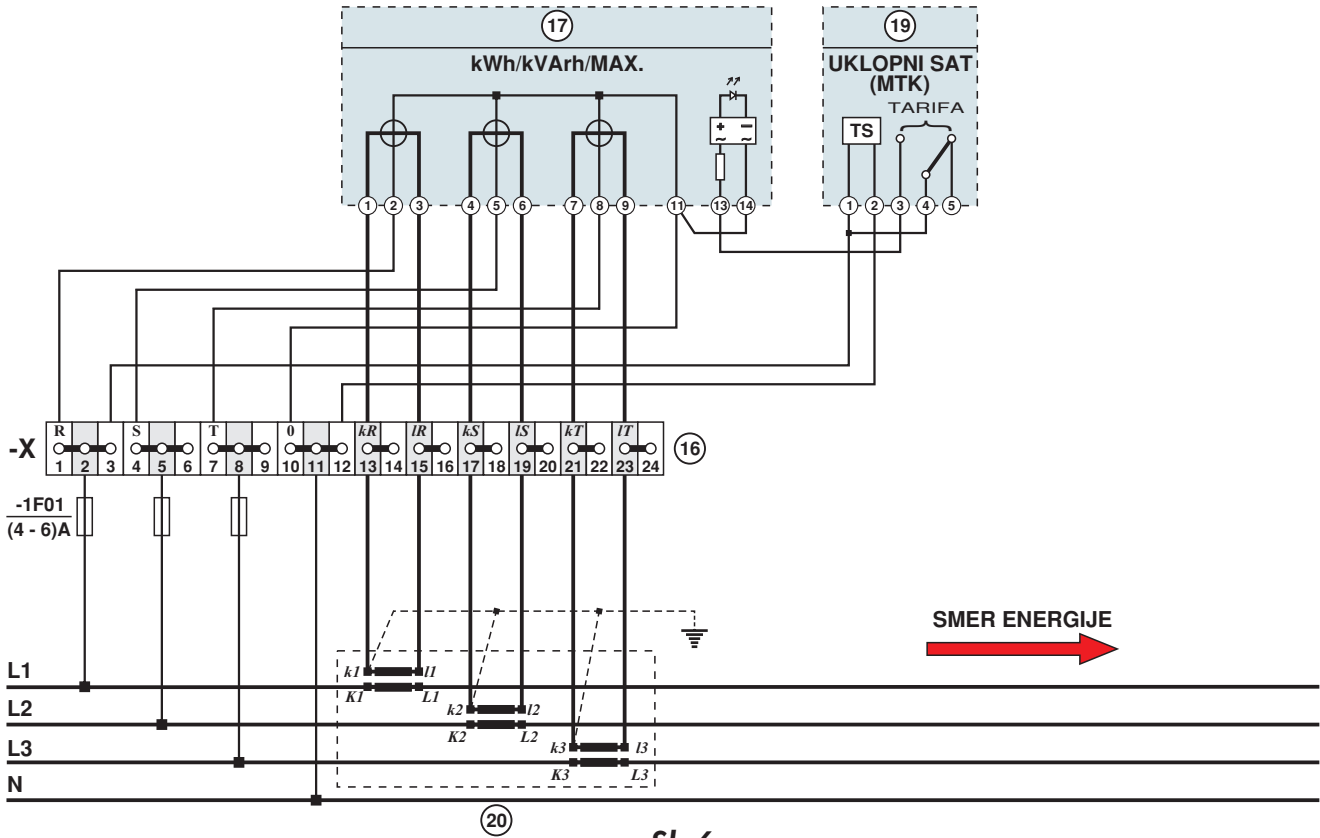 17 19
kWh/kVArh/MAX. UKLOPNI SAT
(MTK)
TARIFA
+ − TS
~ ~
1 2 3 4 5 6 7 8 9 11 13 14 1 2 3 4 5
-X R S T 0 kR lR kS lS kT lT 16
1 2 3 4 5 6 7 8 9 10 11 12 13 14 15 16 17 18 19 20 21 22 23 24
-1F01
(4 - 6)A
SMER ENERGIJE
L1 k1 l1
K1 L1
L2 k2 l2
K2 L2
L3 k3 l3
K3 L3
N
20